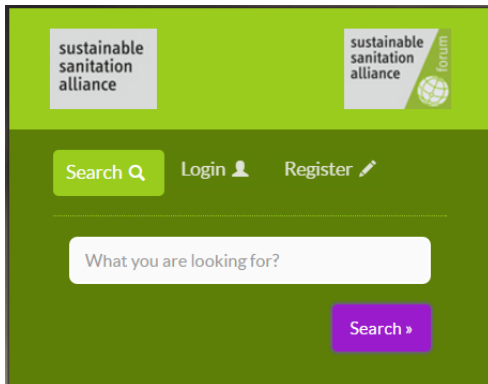 sustainable
sanitation
alliance
sustainable
sanitation
alliance
forum
Search
Login
Register
What you are looking for?
Search »